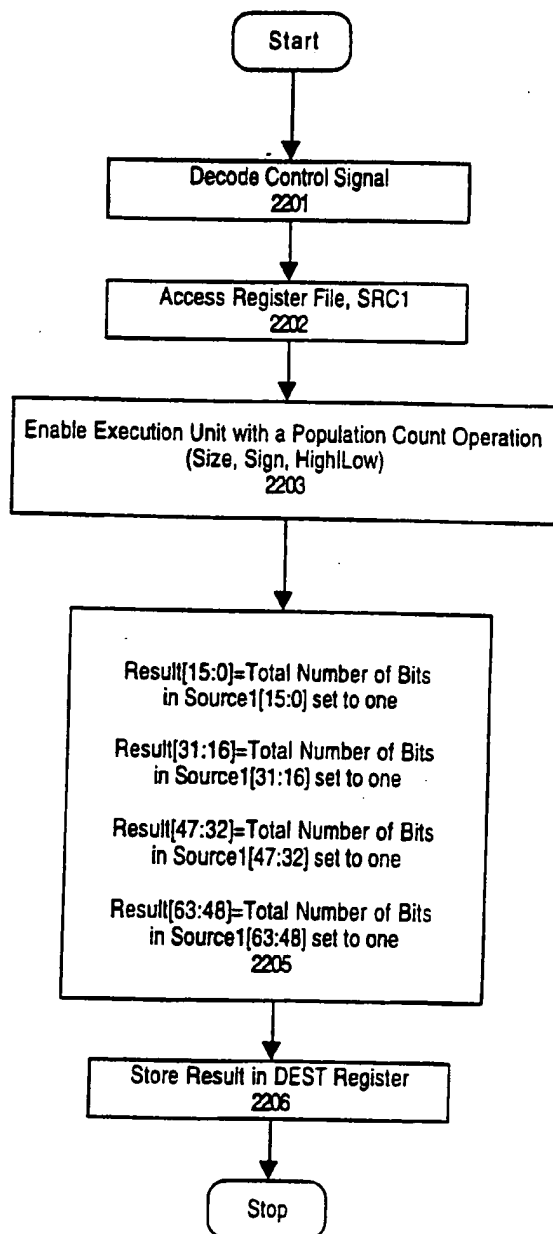 Start
Decode Control Signal
2201
Access Register File, SRC1
2202
Enable Execution Unit with a Population Count Operation
(Size, Sign, High|Low)
2203
Result[15:0]=Total Number of Bits
in Source1[15:0] set to one
Result[31:16]=Total Number of Bits
in Source1[31:16] set to one
Result[47:32]=Total Number of Bits
in Source1[47:32] set to one
Result[63:48]=Total Number of Bits
in Source1[63:48] set to one
2205
Store Result in DEST Register
2206
Stop